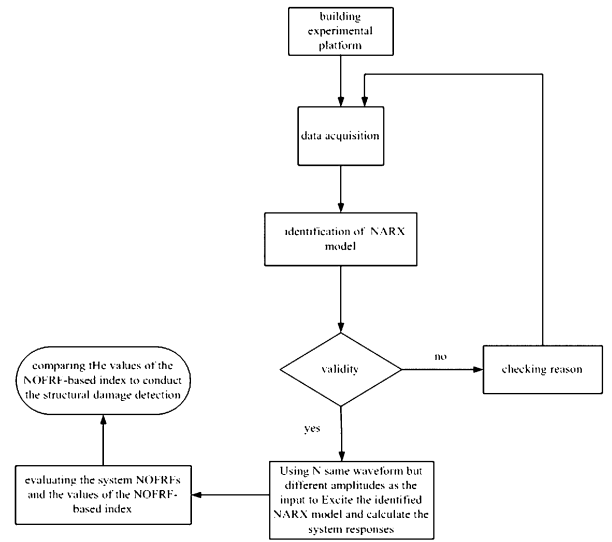 building
experimental
platform
data acquisition
identification of NARX
model
validity
no
checking reason
yes
Using N same waveform but
different amplitudes as the
input to Excite the identified
NARX model and calculate the
system responses
evaluating the system NOFRFs
and the values of the NOFRF-
based index
comparing tHe values of the
NOFRF-based index to conduct
the structural damage detection